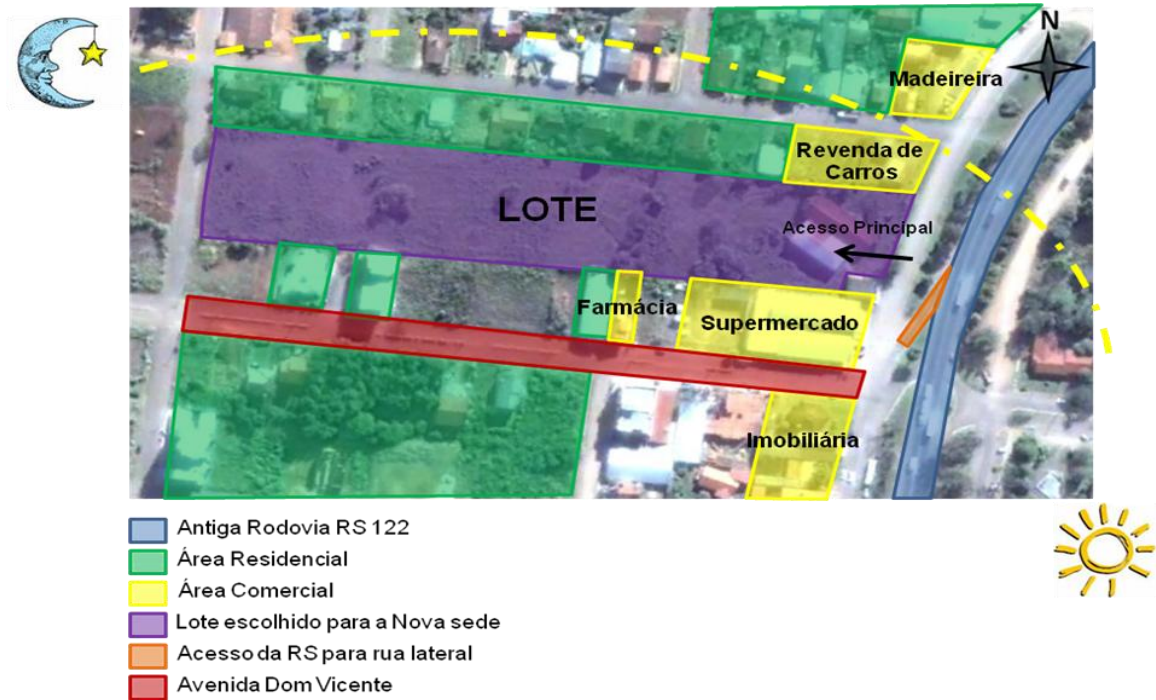 N
Madeireira
Revenda de
Carros
LOTE
Acesso Principal
Farmácia
Supermercado
Imobiliária
Antiga Rodovia RS 122
Área Residencial
Área Comercial
Lote escolhido para a Nova sede
Acesso da RS para rua lateral
Avenida Dom Vicente